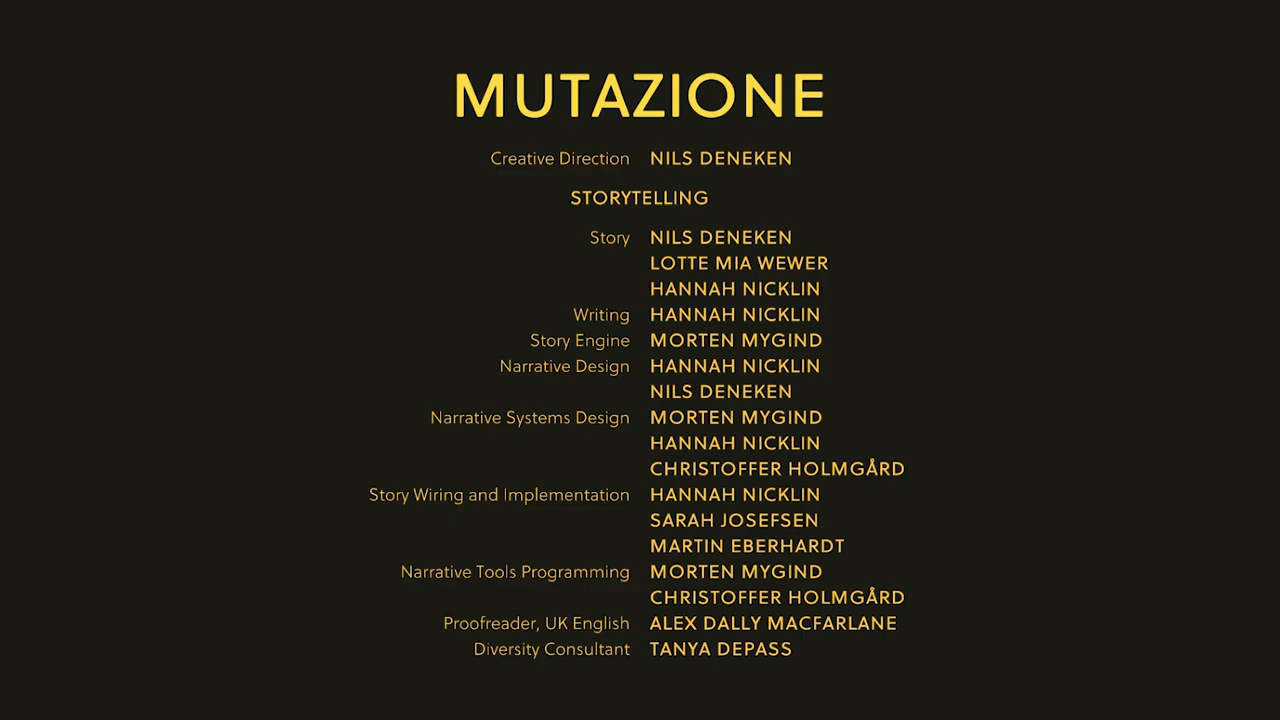 MUTAZIONE
Creative Direction NILS DENEKEN
STORYTELLING
Story NILS DENEKEN
LOTTE MIA WEWER
HANNAH NICKLIN
Writing HANNAH NICKLIN
Story Engine MORTEN MYGIND
Narrative Design HANNAH NICKLIN
NILS DENEKEN
Narrative Systems Design MORTEN MYGIND
HANNAH NICKLIN
CHRISTOFFER HOLMGÅRD
Story Wiring and Implementation HANNAH NICKLIN
SARAH JOSEFSEN
MARTIN EBERHARDT
Narrative Tools Programming MORTEN MYGIND
CHRISTOFFER HOLMGÅRD
Proofreader, UK English ALEX DALLY MACFARLANE
Diversity Consultant TANYA DEPASS